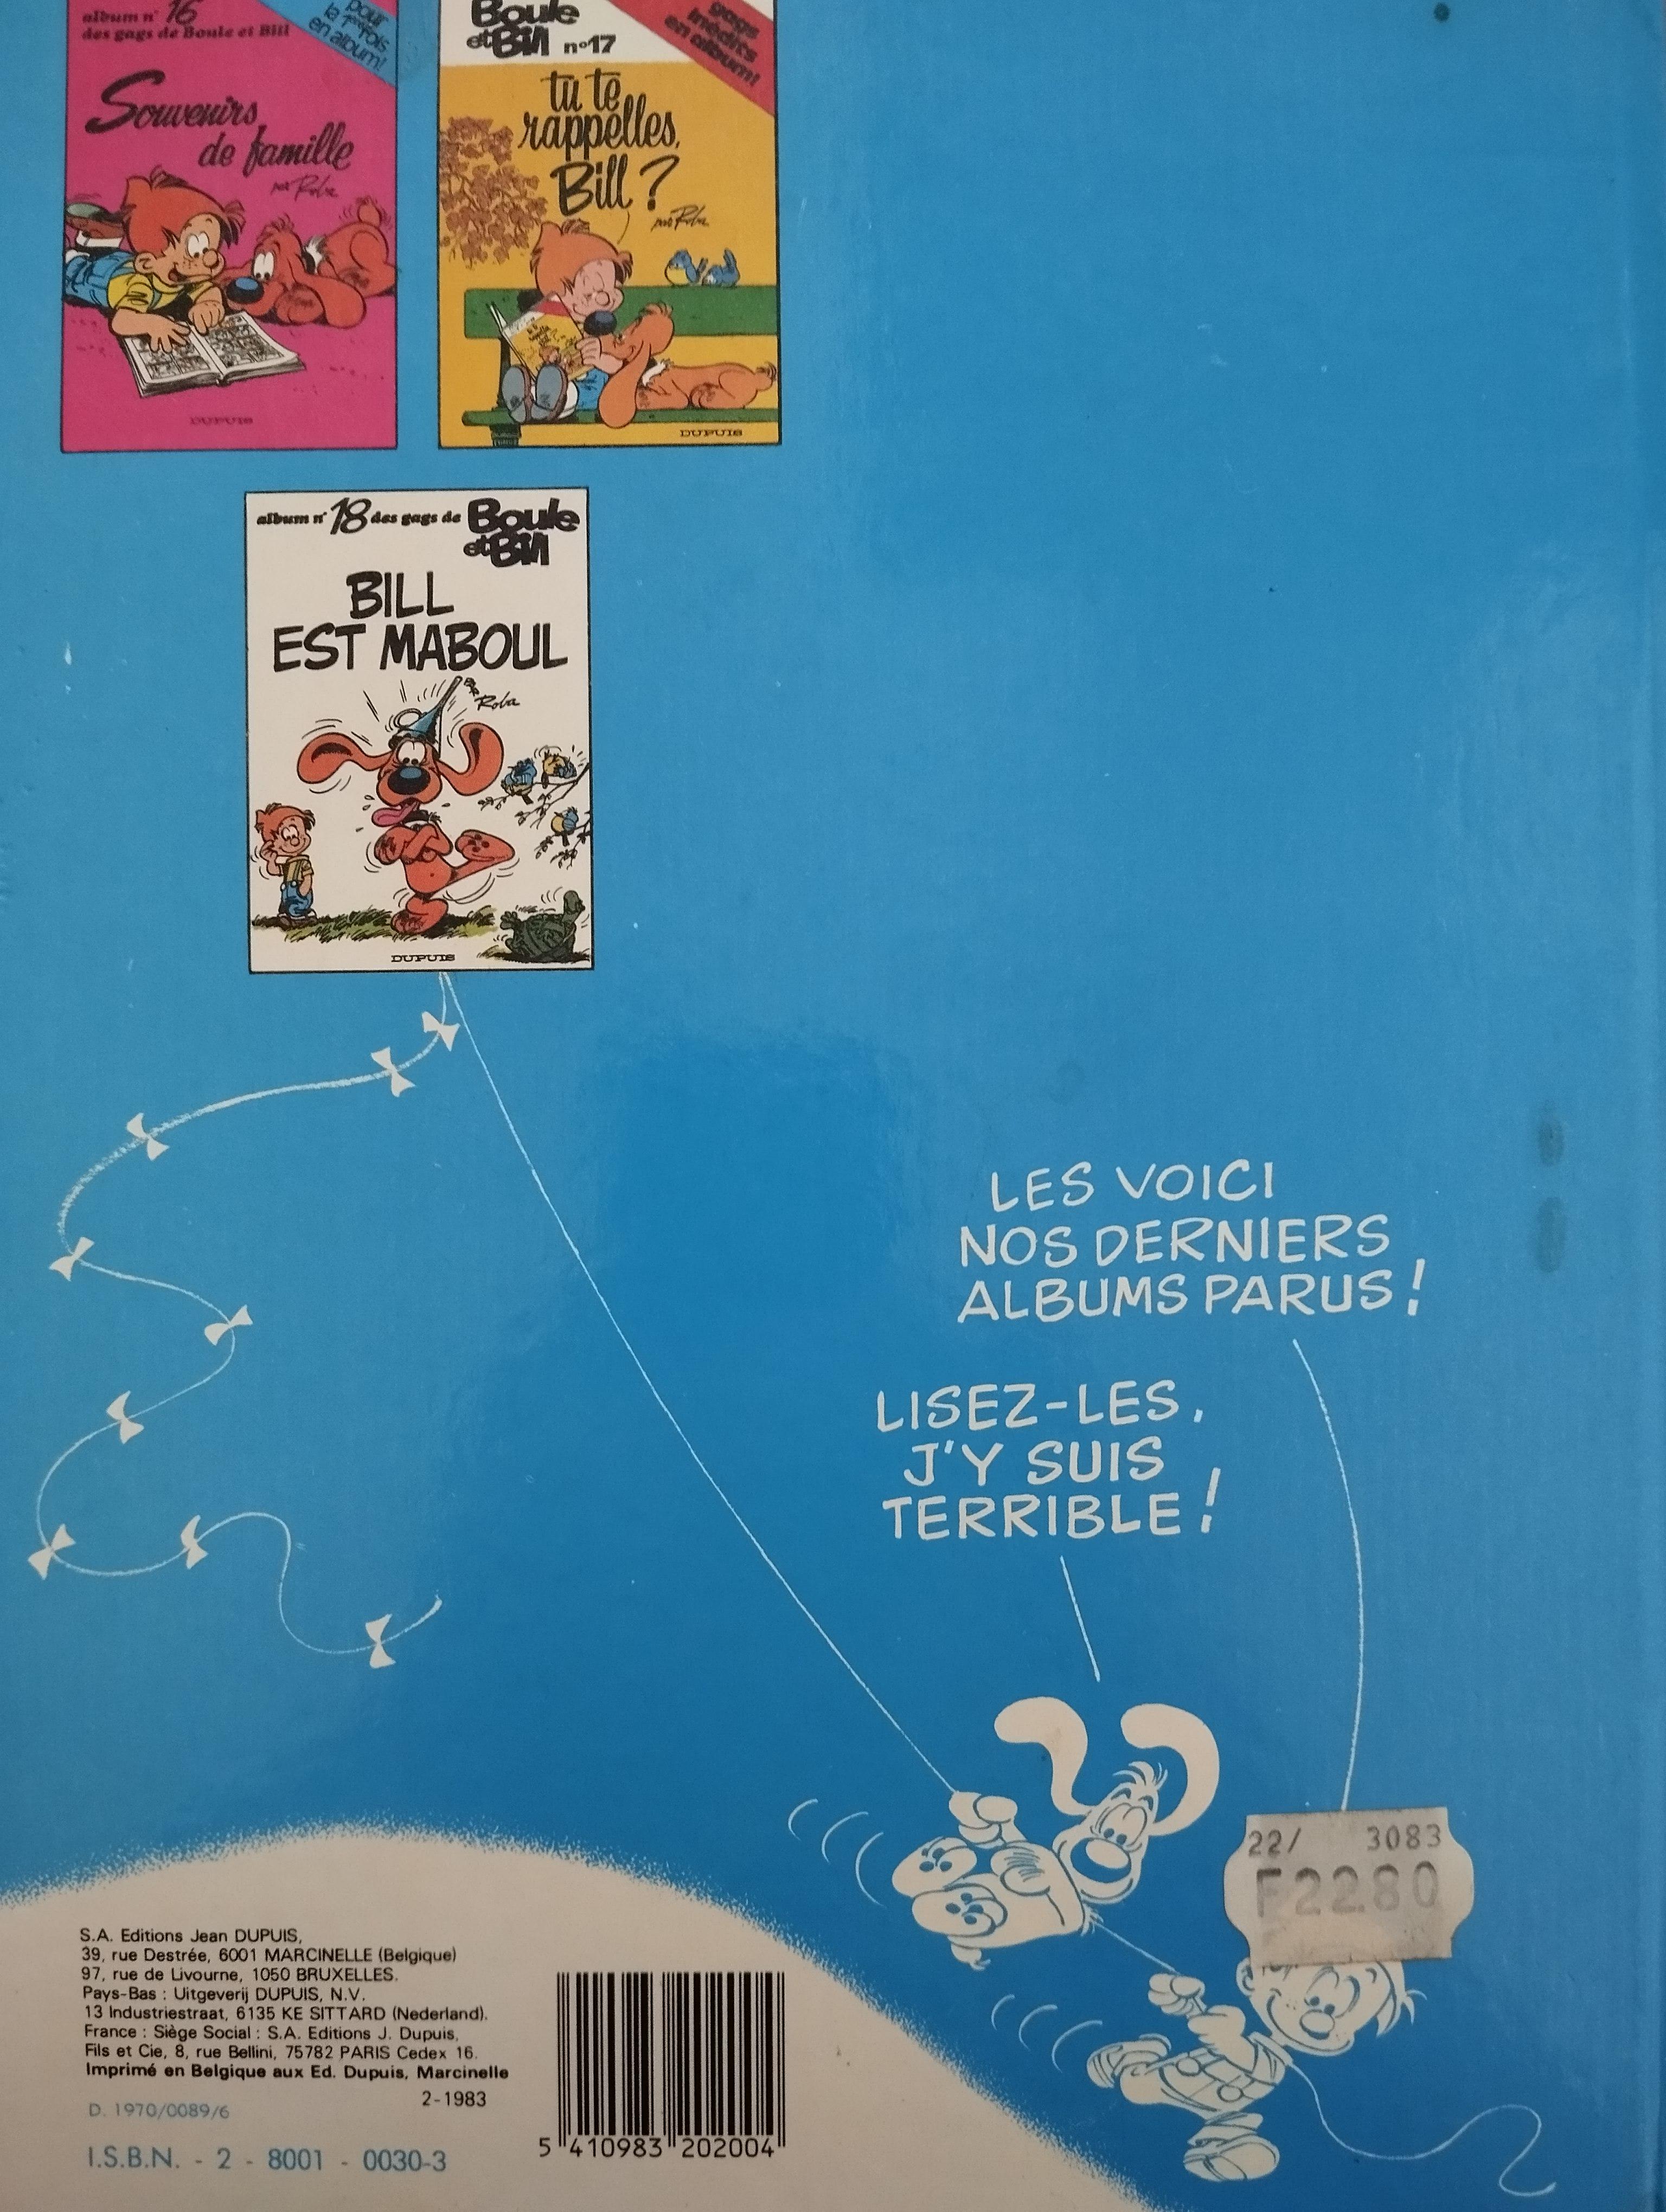 album n° 16
des gags de Boule et Bill
pour
la 1ère fois
en album!
Souvenirs
de famille
par Roba
DUPUIS
Boule
et Bill n°17
gags
inédits
en album!
tu te
rappelles,
Bill ?
par Roba
DUPUIS
album n° 18 des gags de Boule
et Bill
BILL
EST MABOUL
Roba
DUPUIS
LES VOICI
NOS DERNIERS
ALBUMS PARUS !
LISEZ-LES,
J'Y SUIS
TERRIBLE !
22/ 3083
F22.80
S.A. Editions Jean DUPUIS,
39, rue Destrée, 6001 MARCINELLE (Belgique)
97, rue de Livourne, 1050 BRUXELLES.
Pays-Bas : Uitgeverij DUPUIS, N.V.
13 Industriestraat, 6135 KE SITTARD (Nederland).
France : Siège Social : S.A. Editions J. Dupuis,
Fils et Cie, 8, rue Bellini, 75782 PARIS Cedex 16.
Imprimé en Belgique aux Ed. Dupuis, Marcinelle
2-1983
D. 1970/0089/6
I.S.B.N. - 2 - 8001 - 0030-3
5 410983 202004